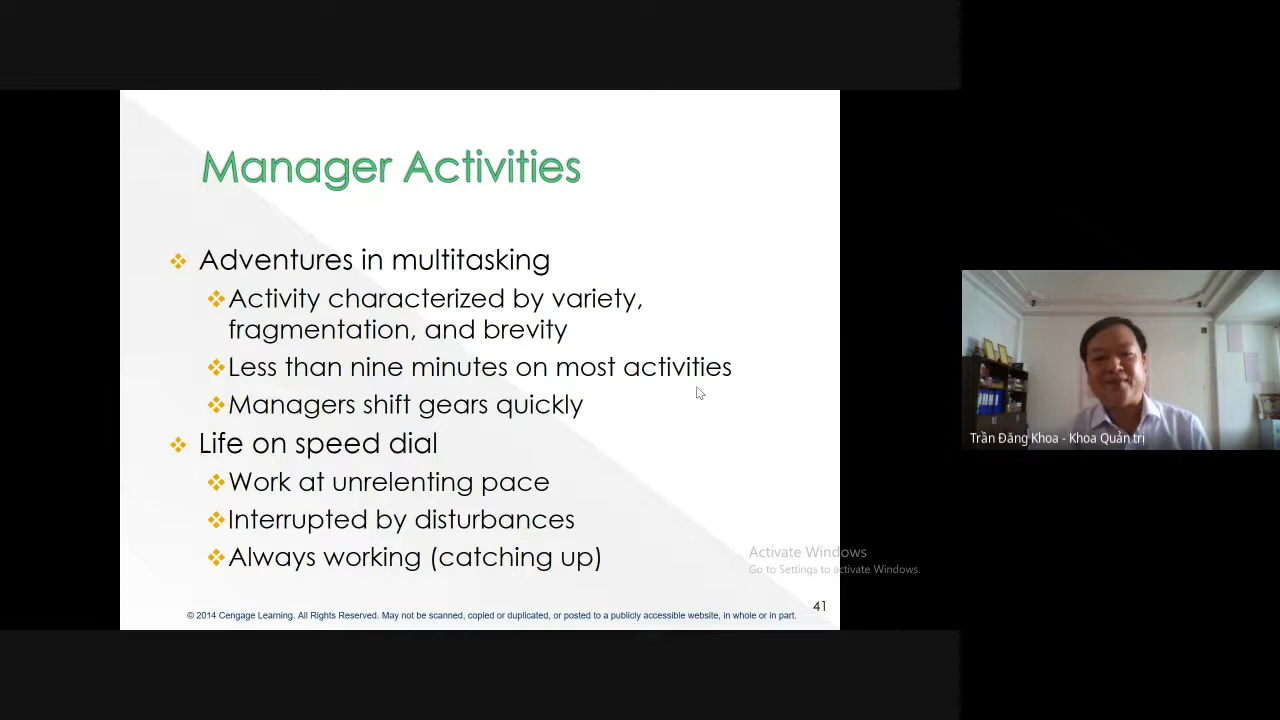 Manager Activities
Adventures in multitasking
Activity characterized by variety,
fragmentation, and brevity
Less than nine minutes on most activities
Managers shift gears quickly
Life on speed dial
Work at unrelenting pace
Interrupted by disturbances
Always working (catching up)
© 2014 Cengage Learning. All Rights Reserved. May not be scanned, copied or duplicated, or posted to a publicly accessible website, in whole or in part.
41
Activate Windows
Go to Settings to activate Windows.
Trần Đăng Khoa - Khoa Quản trị